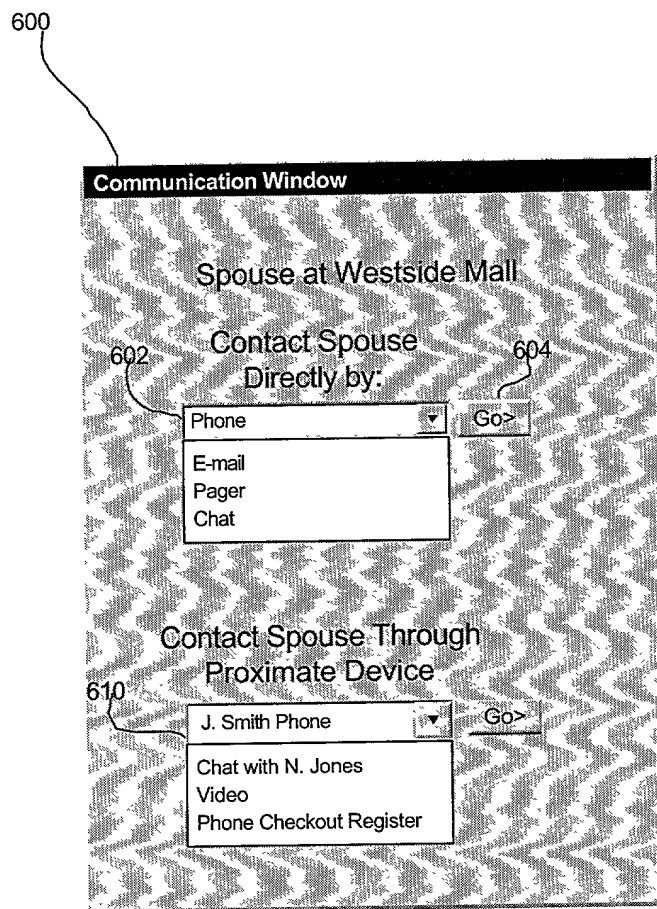 600
Communication Window
Spouse at Westside Mall
Contact Spouse
Directly by:
602
604
Phone
Go>
E-mail
Pager
Chat
Contact Spouse Through
Proximate Device
610
J. Smith Phone
Go>
Chat with N. Jones
Video
Phone Checkout Register